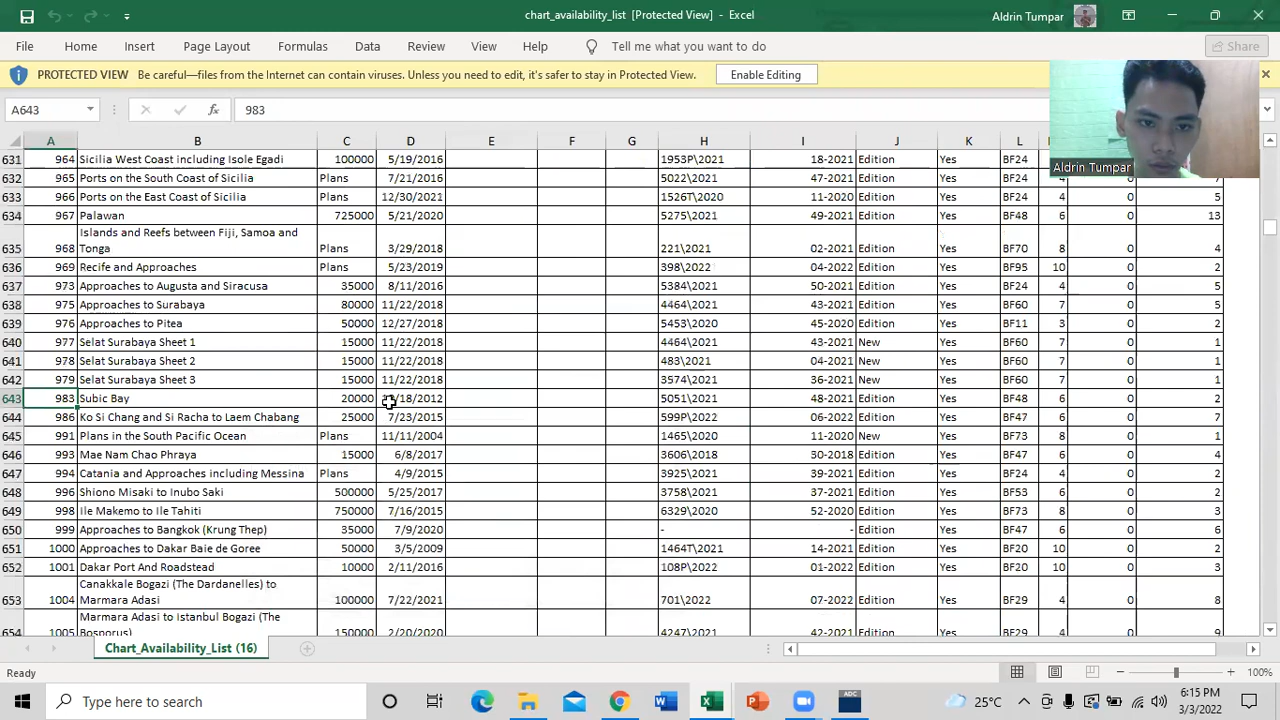 chart_availability_list [Protected View] - Excel
Aldrin Tumpar
File Home Insert Page Layout Formulas Data Review View Help Tell me what you want to do Share
PROTECTED VIEW Be careful—files from the Internet can contain viruses. Unless you need to edit, it's safer to stay in Protected View. Enable Editing
A643 fx 983
A B C D E F G H I J K L
631 964 Sicilia West Coast including Isole Egadi 100000 5/19/2016 1953P\2021 18-2021 Edition Yes BF24
Aldrin Tumpar
632 965 Ports on the South Coast of Sicilia Plans 7/21/2016 5022\2021 47-2021 Edition Yes BF24 4 0 7
633 966 Ports on the East Coast of Sicilia Plans 12/30/2021 1526T\2020 11-2020 Edition Yes BF24 4 0 5
634 967 Palawan 725000 5/21/2020 5275\2021 49-2021 Edition Yes BF48 6 0 13
Islands and Reefs between Fiji, Samoa and
635 968 Tonga Plans 3/29/2018 221\2021 02-2021 Edition Yes BF70 8 0 4
636 969 Recife and Approaches Plans 5/23/2019 398\2022 04-2022 Edition Yes BF95 10 0 2
637 973 Approaches to Augusta and Siracusa 35000 8/11/2016 5384\2021 50-2021 Edition Yes BF24 4 0 5
638 975 Approaches to Surabaya 80000 11/22/2018 4464\2021 43-2021 Edition Yes BF60 7 0 5
639 976 Approaches to Pitea 50000 12/27/2018 5453\2020 45-2020 Edition Yes BF11 3 0 2
640 977 Selat Surabaya Sheet 1 15000 11/22/2018 4464\2021 43-2021 New Yes BF60 7 0 1
641 978 Selat Surabaya Sheet 2 15000 11/22/2018 483\2021 04-2021 New Yes BF60 7 0 1
642 979 Selat Surabaya Sheet 3 15000 11/22/2018 3574\2021 36-2021 New Yes BF60 7 0 1
643 983 Subic Bay 20000 /18/2012 5051\2021 48-2021 Edition Yes BF48 6 0 2
644 986 Ko Si Chang and Si Racha to Laem Chabang 25000 7/23/2015 599P\2022 06-2022 Edition Yes BF47 6 0 7
645 991 Plans in the South Pacific Ocean Plans 11/11/2004 1465\2020 11-2020 New Yes BF73 8 0 1
646 993 Mae Nam Chao Phraya 15000 6/8/2017 3606\2018 30-2018 Edition Yes BF47 6 0 4
647 994 Catania and Approaches including Messina Plans 4/9/2015 3925\2021 39-2021 Edition Yes BF24 4 0 2
648 996 Shiono Misaki to Inubo Saki 500000 5/25/2017 3758\2021 37-2021 Edition Yes BF53 6 0 2
649 998 Ile Makemo to Ile Tahiti 750000 7/16/2015 6329\2020 52-2020 Edition Yes BF73 8 0 3
650 999 Approaches to Bangkok (Krung Thep) 35000 7/9/2020 - - Edition Yes BF47 6 0 6
651 1000 Approaches to Dakar Baie de Goree 50000 3/5/2009 1464T\2021 14-2021 Edition Yes BF20 10 0 2
652 1001 Dakar Port And Roadstead 10000 2/11/2016 108P\2022 01-2022 Edition Yes BF20 10 0 3
Canakkale Bogazi (The Dardanelles) to
653 1004 Marmara Adasi 100000 7/22/2021 701\2022 07-2022 Edition Yes BF29 4 0 8
Marmara Adasi to Istanbul Bogazi (The
654 1005 Bosporus) 150000 2/20/2020 4247\2021 42-2021 Edition Yes BF29 4 0 9
Chart_Availability_List (16)
Ready 100%
Type here to search 25°C 6:15 PM
3/3/2022